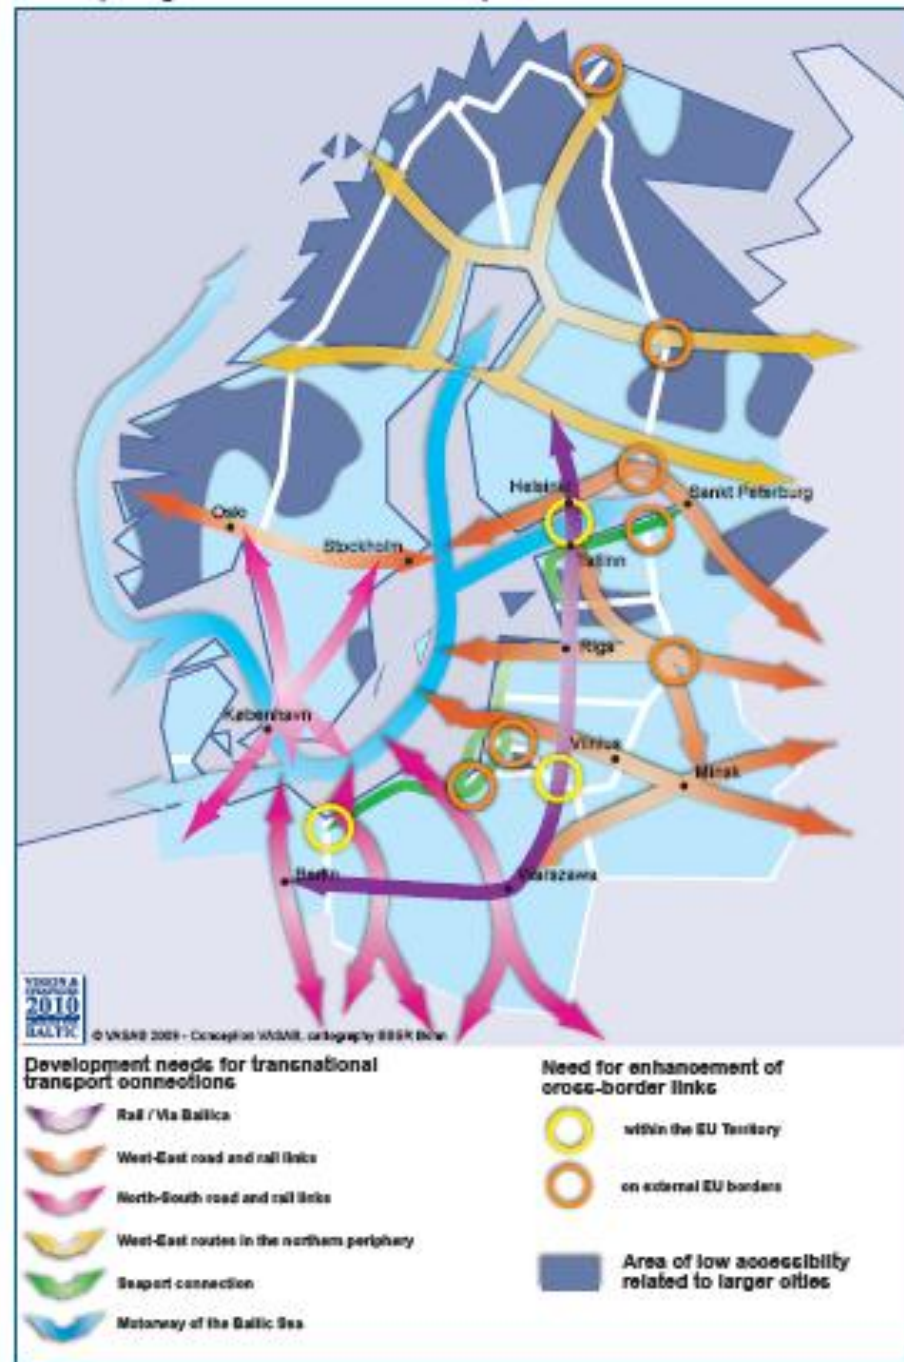 Oslo
Stockholm
Helsinki
Sankt Peterburg
Tallinn
Riga
København
Vilnius
Minsk
Berlin
Warszawa
VISION &
2010
BALTIC
© VASAB 2009 - Conception VASAB, cartography BBSR Bonn
Development needs for transnational
transport connections
Rail / Via Baltica
West-East road and rail links
North-South road and rail links
West-East routes in the northern periphery
Seaport connection
Motorway of the Baltic Sea
Need for enhancement of
cross-border links
within the EU Territory
on external EU borders
Area of low accessibility
related to larger cities